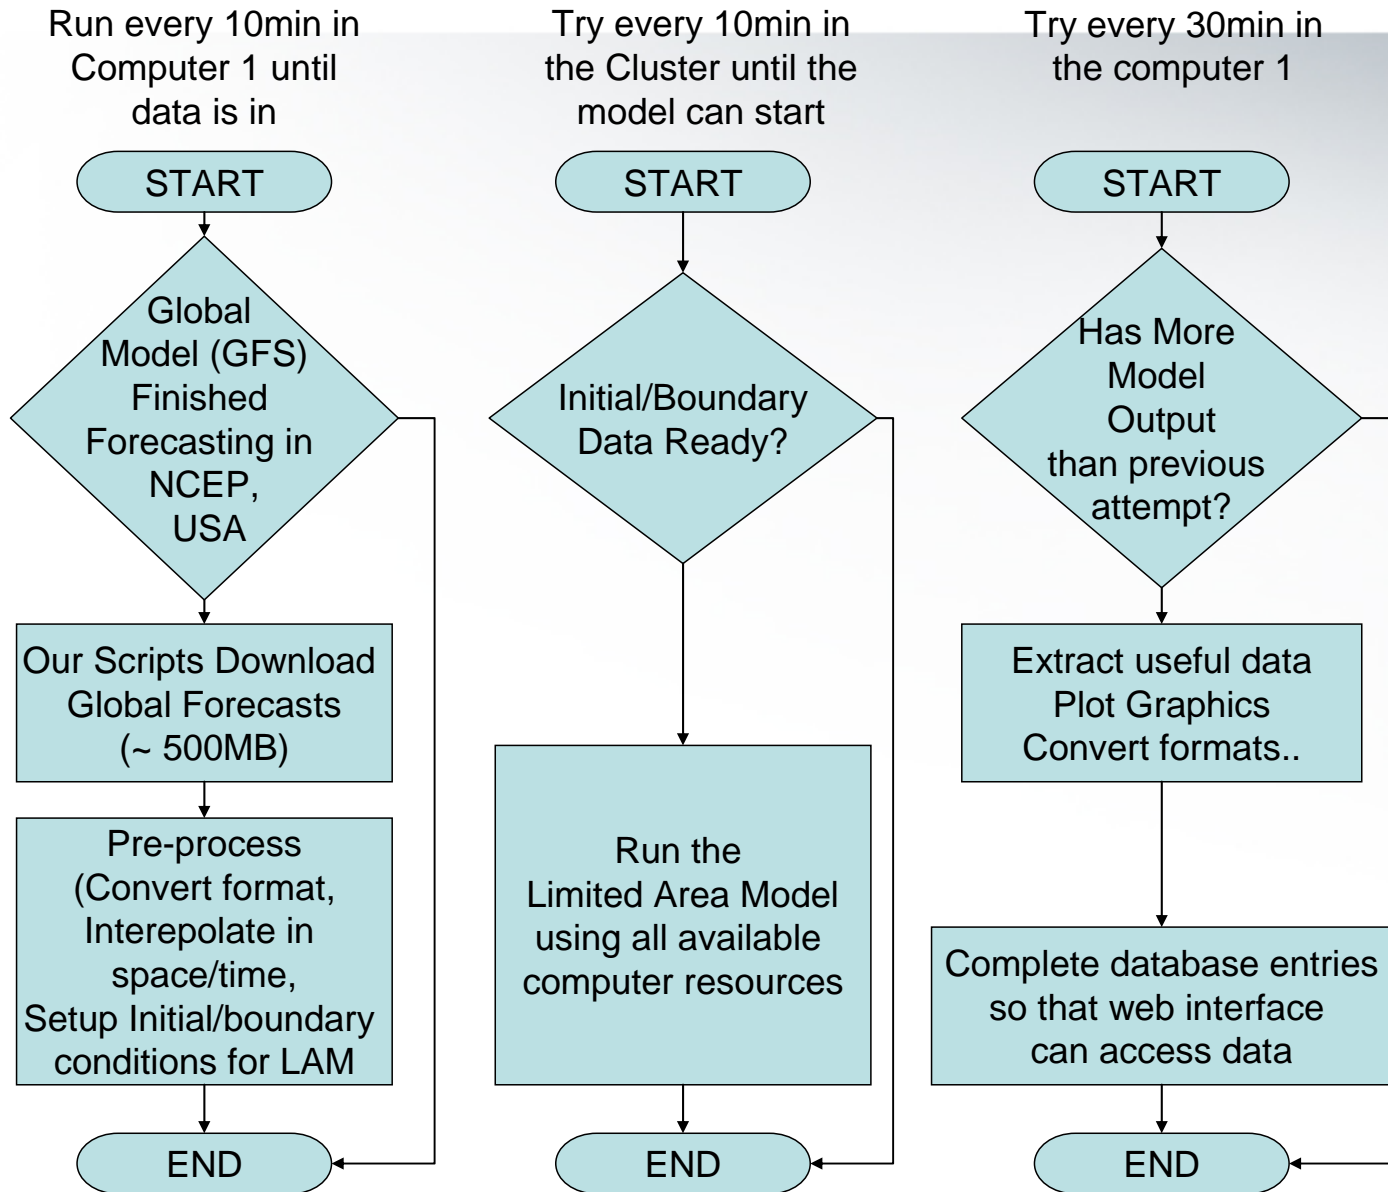 Run every 10min in
Computer 1 until
data is in
START
Global
Model (GFS)
Finished
Forecasting in
NCEP,
USA
Our Scripts Download
Global Forecasts
(~ 500MB)
Pre-process
(Convert format,
Interepolate in
space/time,
Setup Initial/boundary
conditions for LAM
END
Try every 10min in
the Cluster until the
model can start
START
Initial/Boundary
Data Ready?
Run the
Limited Area Model
using all available
computer resources
END
Try every 30min in
the computer 1
START
Has More
Model
Output
than previous
attempt?
Extract useful data
Plot Graphics
Convert formats..
Complete database entries
so that web interface
can access data
END